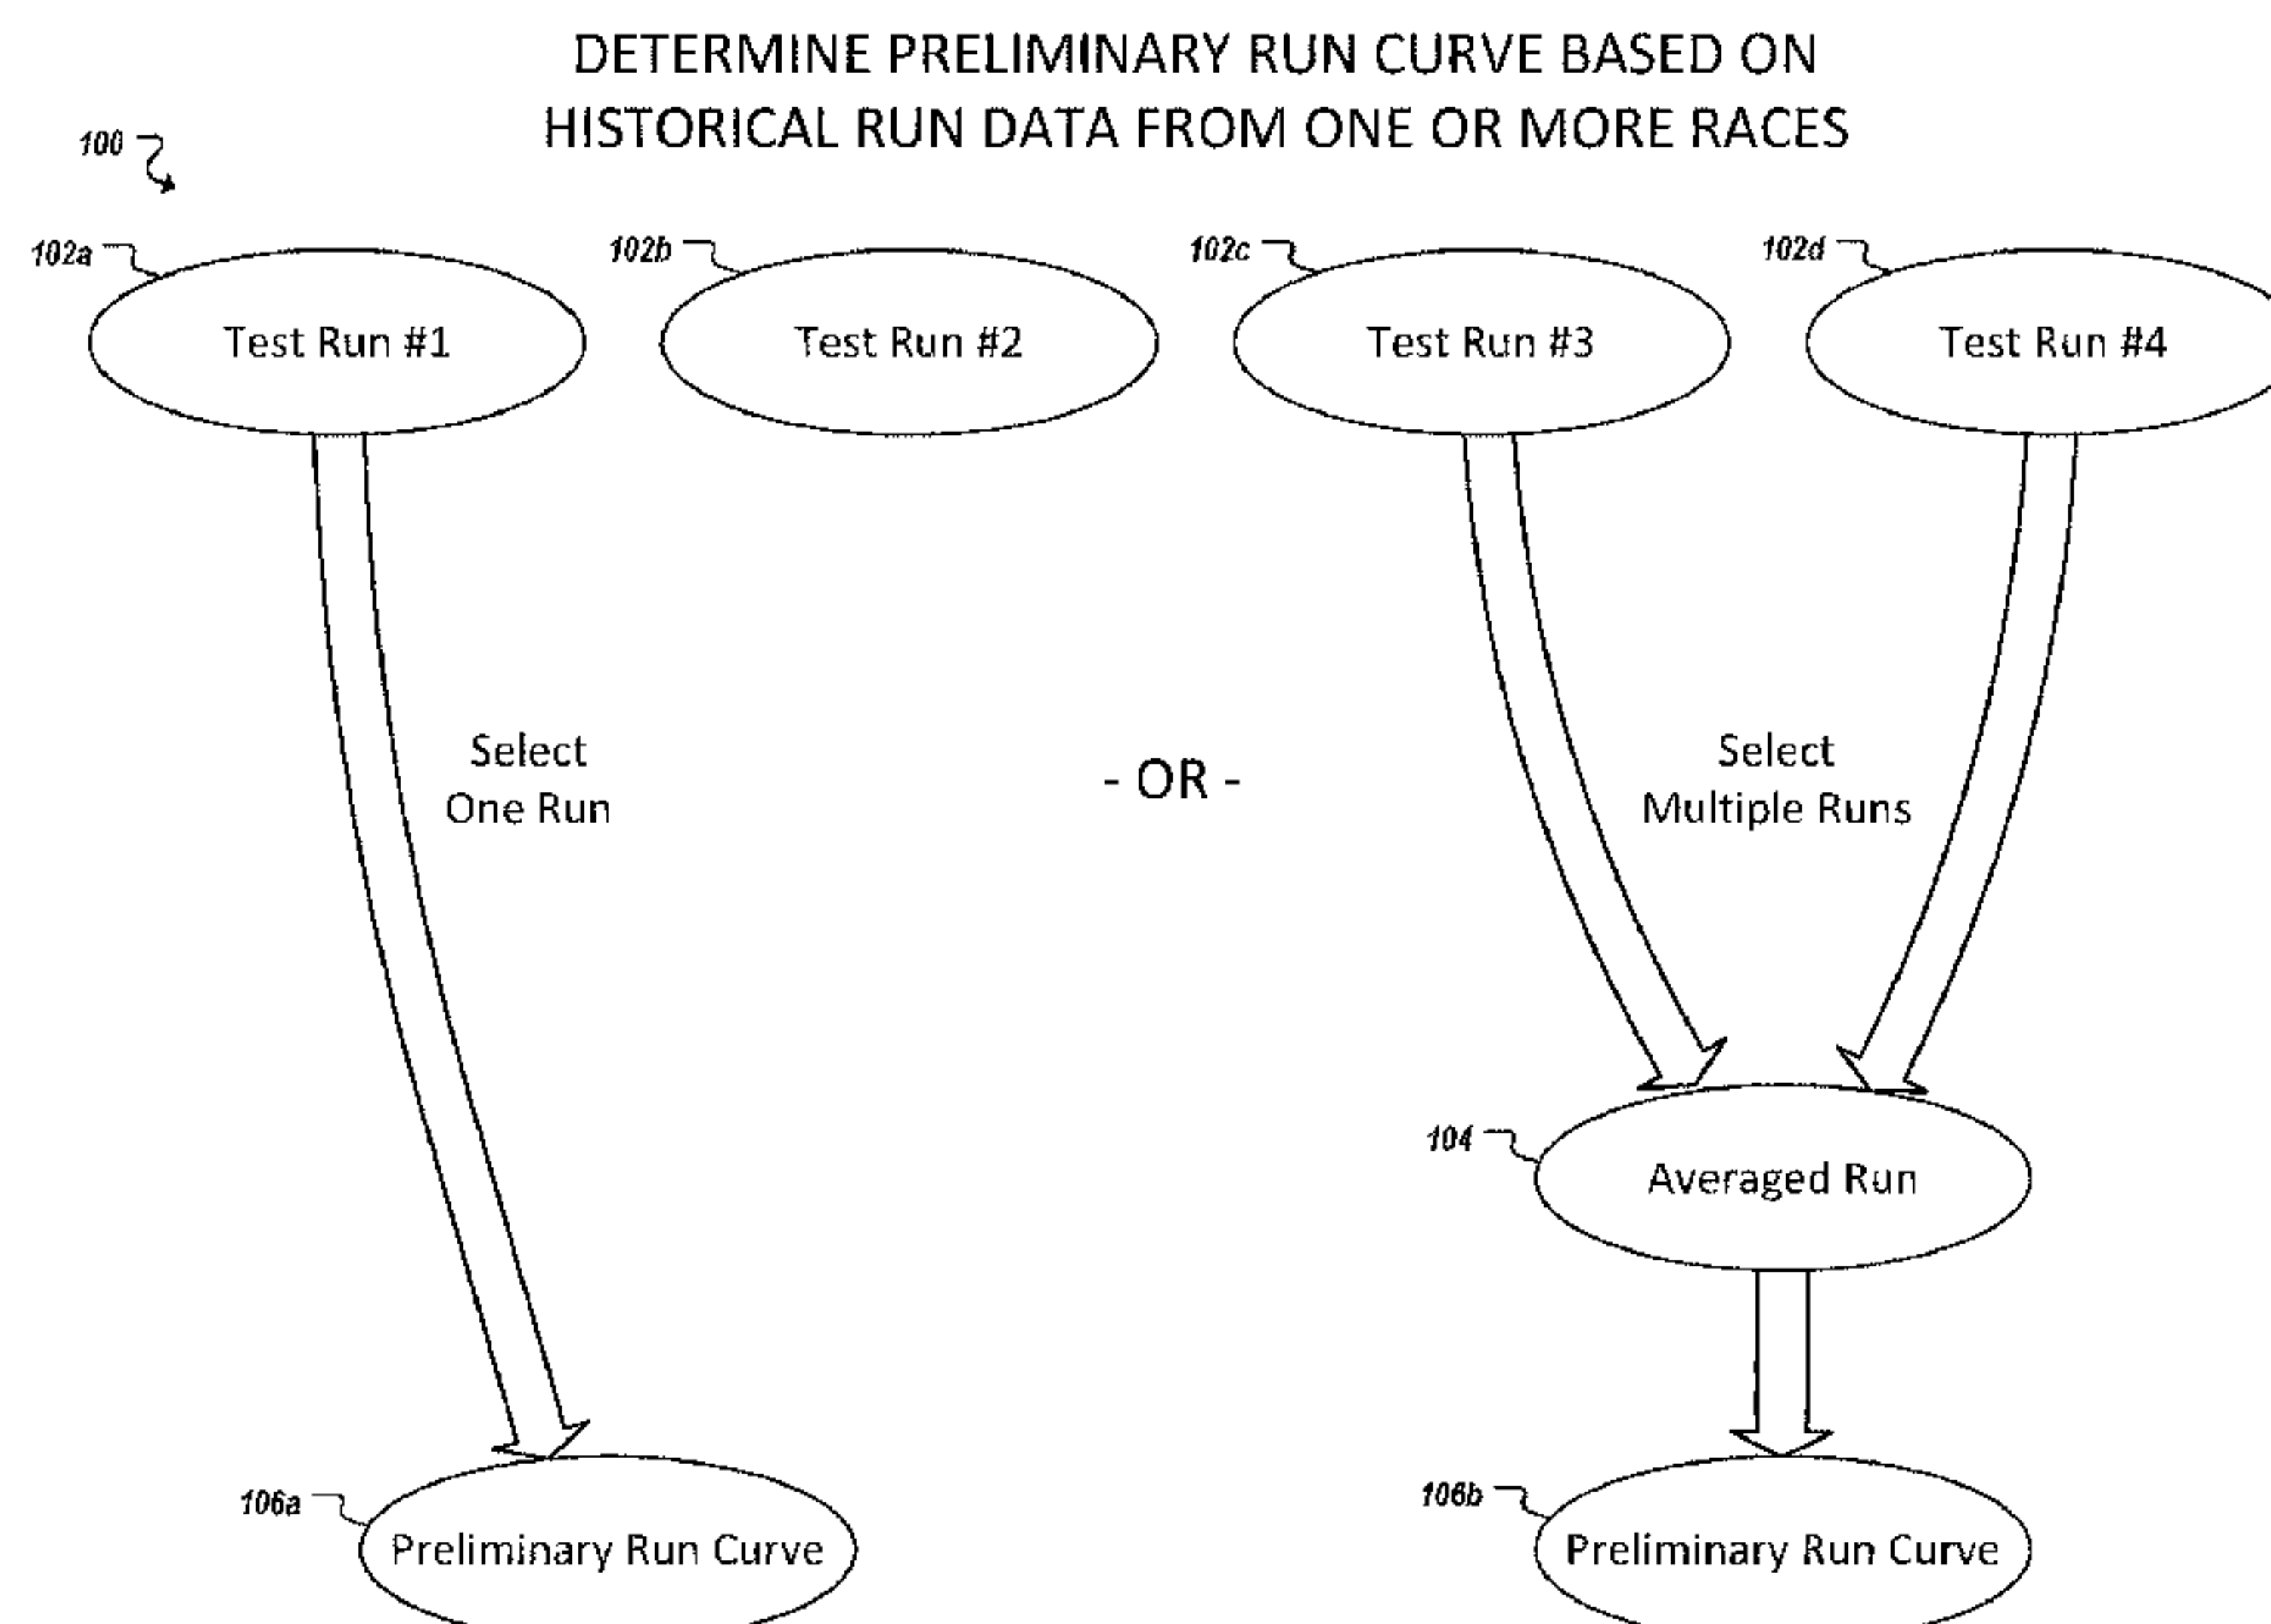 DETERMINE PRELIMINARY RUN CURVE BASED ON
HISTORICAL RUN DATA FROM ONE OR MORE RACES
100
102a
102b
102c
102d
Test Run #1
Test Run #2
Test Run #3
Test Run #4
Select
One Run
- OR -
Select
Multiple Runs
104
Averaged Run
106a
106b
Preliminary Run Curve
Preliminary Run Curve